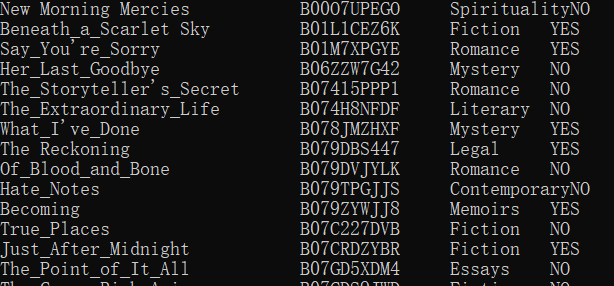 New Morning Mercies B00O7UPEGO SpiritualityNO
Beneath_a_Scarlet Sky B01L1CEZ6K Fiction YES
Say_You're_Sorry B01M7XPGYE Romance YES
Her_Last_Goodbye B06ZZW7G42 Mystery NO
The_Storyteller's_Secret B07415PPP1 Romance NO
The_Extraordinary_Life B074H8NFDF Literary NO
What_I've_Done B078JMZHXF Mystery YES
The Reckoning B079DBS447 Legal YES
Of_Blood_and_Bone B079DVJYLK Romance NO
Hate_Notes B079TPGJJS ContemporaryNO
Becoming B079ZYWJJ8 Memoirs YES
True_Places B07C227DVB Fiction NO
Just_After_Midnight B07CRDZYBR Fiction YES
The_Point_of_It_All B07GD5XDM4 Essays NO